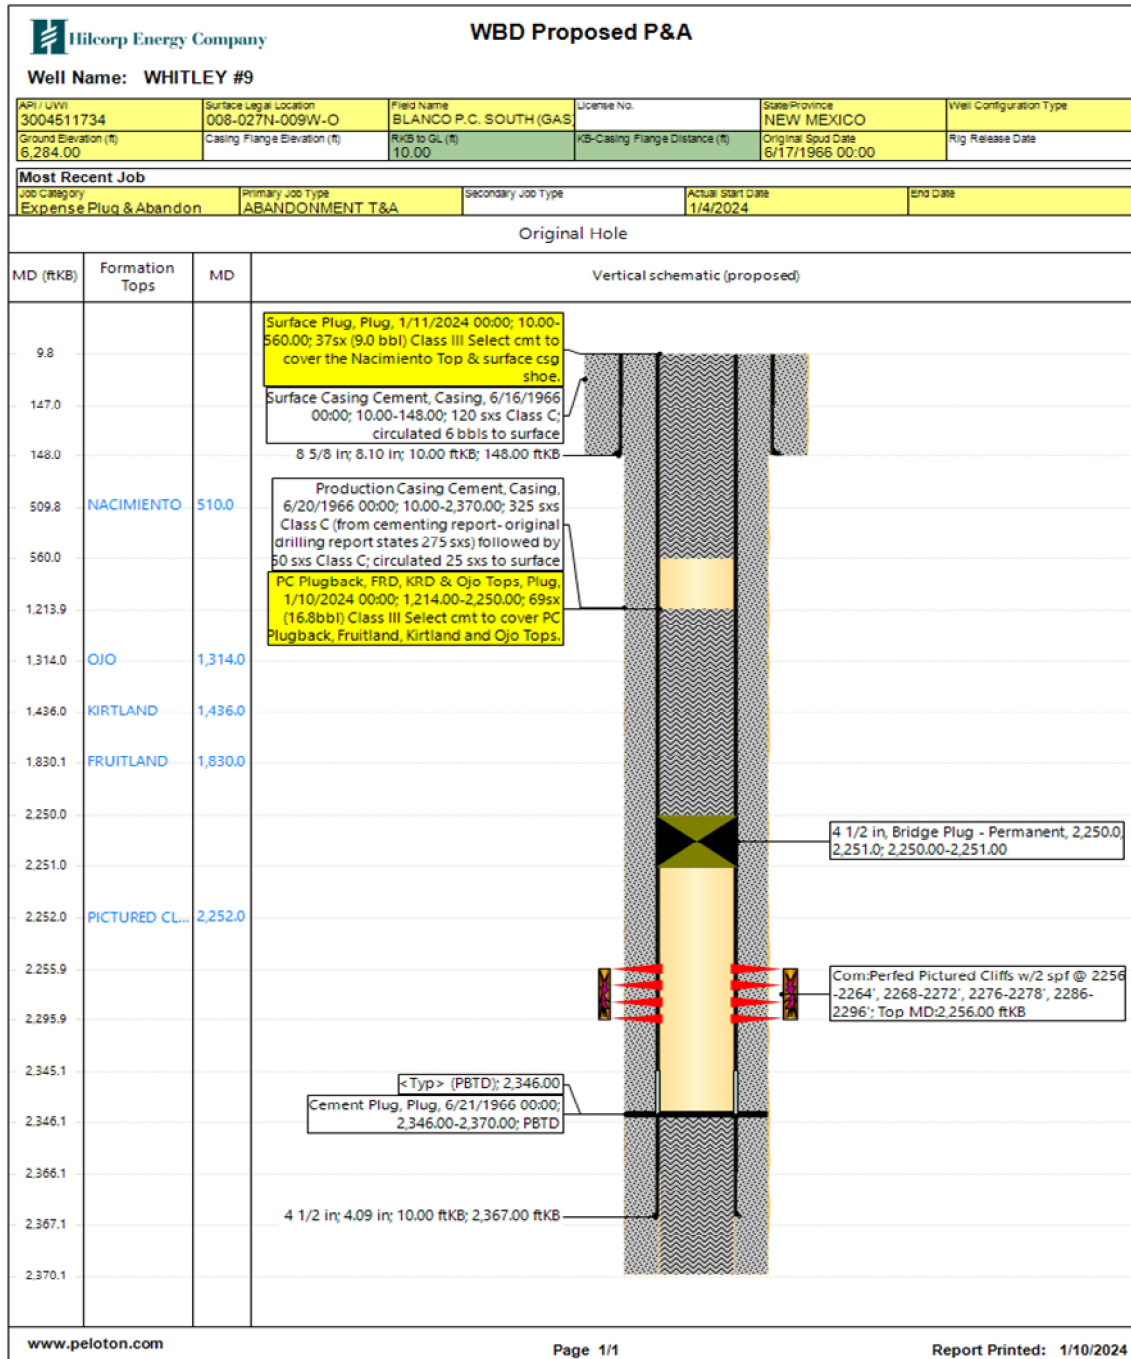 Hilcorp Energy Company
WBD Proposed P&A
Well Name: WHITLEY #9
API / UWI
3004511734
Surface Legal Location
008-027N-009W-O
Field Name
BLANCO P.C. SOUTH (GAS)
License No.
State/Province
NEW MEXICO
Well Configuration Type
Ground Elevation (ft)
6,284.00
Casing Flange Elevation (ft)
RKB to GL (ft)
10.00
KB-Casing Flange Distance (ft)
Original Spud Date
6/17/1966 00:00
Rig Release Date
Most Recent Job
Job Category
Expense Plug & Abandon
Primary Job Type
ABANDONMENT T&A
Secondary Job Type
Actual Start Date
1/4/2024
End Date
Original Hole
MD (ftKB)
Formation
Tops
MD
Vertical schematic (proposed)
Surface Plug, Plug, 1/11/2024 00:00; 10.00-
560.00; 37sx (9.0 bbl) Class III Select cmt to
cover the Nacimiento Top & surface csg
shoe.
9.8
Surface Casing Cement, Casing, 6/16/1966
00:00; 10.00-148.00; 120 sxs Class C;
circulated 6 bbls to surface
147.0
8 5/8 in; 8.10 in; 10.00 ftKB; 148.00 ftKB
148.0
Production Casing Cement, Casing,
6/20/1966 00:00; 10.00-2,370.00; 325 sxs
Class C (from cementing report- original
drilling report states 275 sxs) followed by
50 sxs Class C; circulated 25 sxs to surface
509.8
NACIMIENTO
510.0
560.0
PC Plugback, FRD, KRD & Ojo Tops, Plug,
1/10/2024 00:00; 1,214.00-2,250.00; 69sx
(16.8bbl) Class III Select cmt to cover PC
Plugback, Fruitland, Kirtland and Ojo Tops.
1,213.9
1,314.0
OJO
1,314.0
1,436.0
KIRTLAND
1,436.0
1,830.1
FRUITLAND
1,830.0
2,250.0
4 1/2 in, Bridge Plug - Permanent, 2,250.0,
2,251.0; 2,250.00-2,251.00
2,251.0
2,252.0
PICTURED CL...
2,252.0
2,255.9
Com:Perfed Pictured Cliffs w/2 spf @ 2256
-2264', 2268-2272', 2276-2278', 2286-
2296'; Top MD:2,256.00 ftKB
2,295.9
2,345.1
<Typ> (PBTD); 2,346.00
Cement Plug, Plug, 6/21/1966 00:00;
2,346.00-2,370.00; PBTD
2,346.1
2,366.1
4 1/2 in; 4.09 in; 10.00 ftKB; 2,367.00 ftKB
2,367.1
2,370.1
www.peloton.com
Page 1/1
Report Printed: 1/10/2024